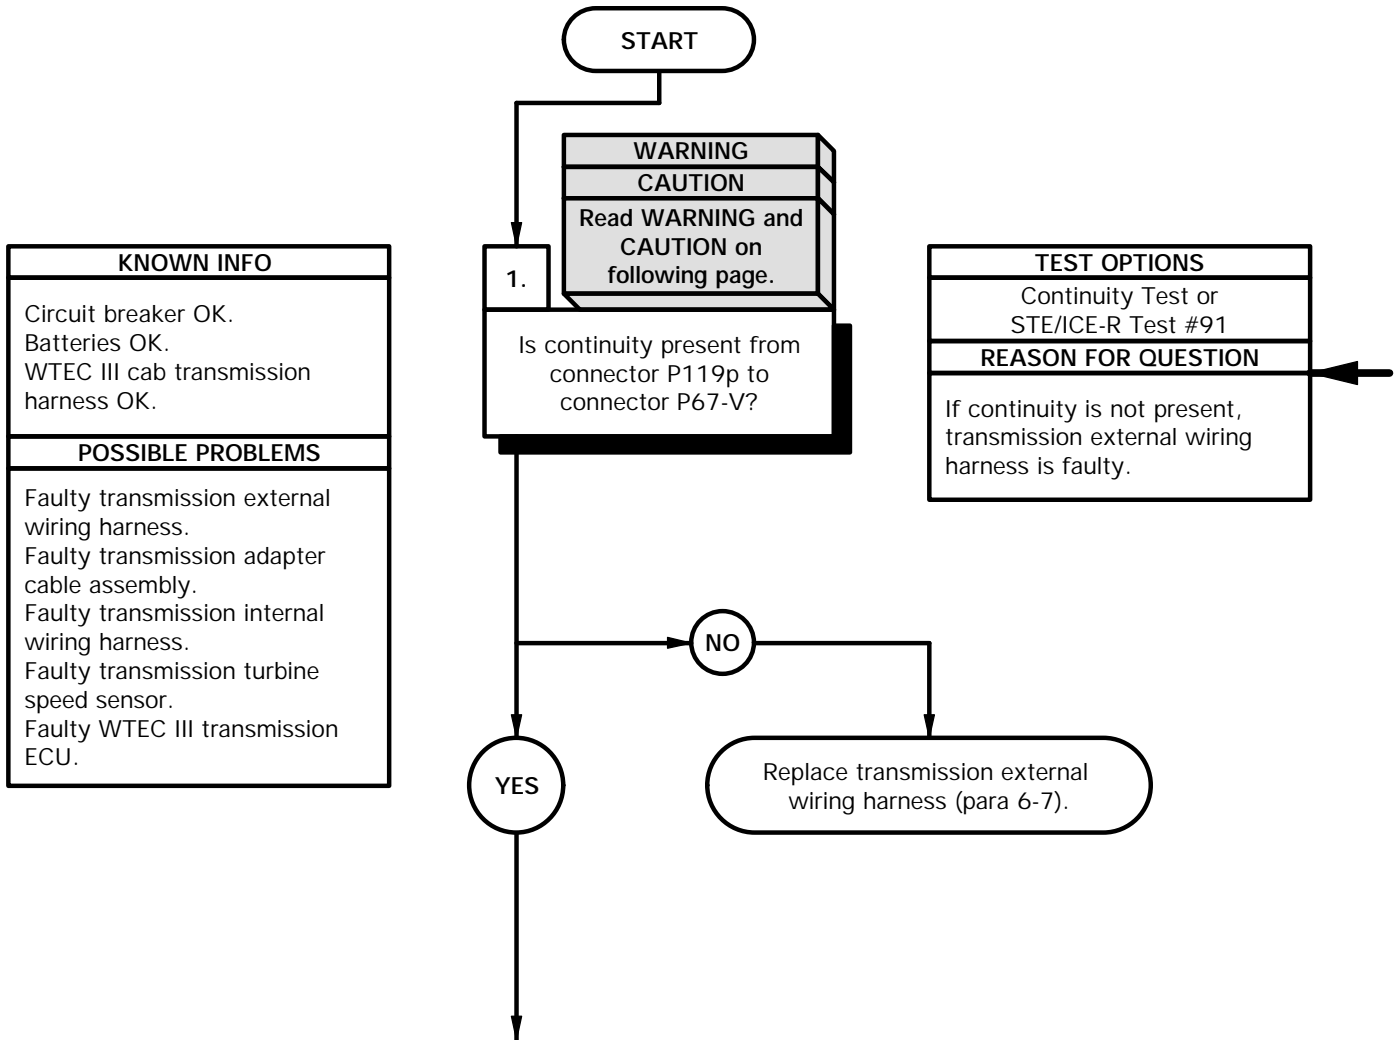 START
WARNING
CAUTION
Read WARNING and
CAUTION on
following page.
KNOWN INFO
Circuit breaker OK.
Batteries OK.
WTEC III cab transmission
harness OK.
POSSIBLE PROBLEMS
Faulty transmission external
wiring harness.
Faulty transmission adapter
cable assembly.
Faulty transmission internal
wiring harness.
Faulty transmission turbine
speed sensor.
Faulty WTEC III transmission
ECU.
1.
Is continuity present from
connector P119p to
connector P67-V?
TEST OPTIONS
Continuity Test or
STE/ICE-R Test #91
REASON FOR QUESTION
If continuity is not present,
transmission external wiring
harness is faulty.
NO
YES
Replace transmission external
wiring harness (para 6-7).